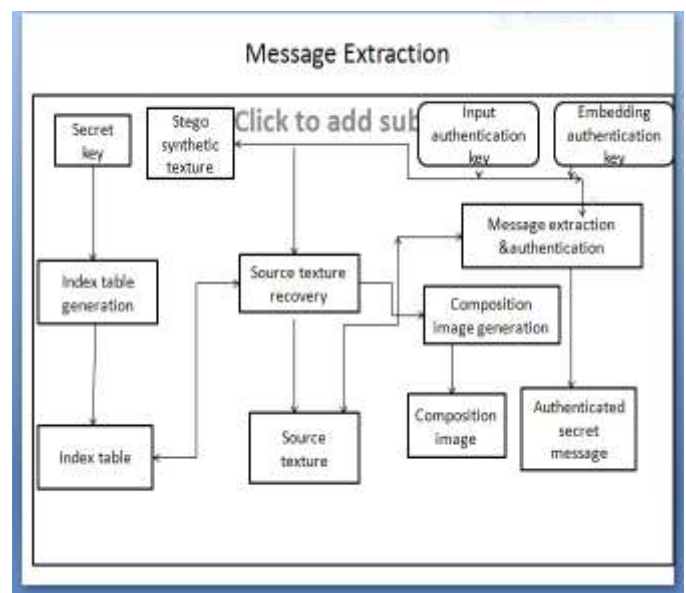 Message Extraction
Click to add sub
Secret
key
Stego
synthetic
texture
Input
authentication
key
Embedding
authentication
key
Message extraction
&authentication
Index table
generation
Source texture
recovery
Composition
image generation
Index table
Source
texture
Composition
image
Authenticated
secret
message